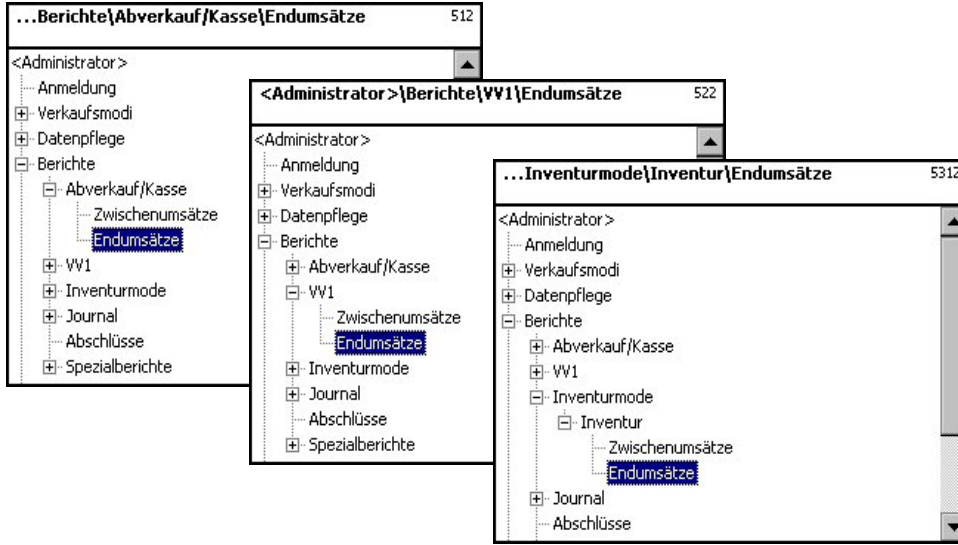 ...Berichte\Abverkauf/Kasse\Endumsätze 512
<Administrator>
Anmeldung
Verkaufsmodi
Datenpflege
Berichte
Abverkauf/Kasse
Zwischenumsätze
Endumsätze
VV1
Inventurmode
Journal
Abschlüsse
Spezialberichte
<Administrator>\Berichte\VV1\Endumsätze 522
<Administrator>
Anmeldung
Verkaufsmodi
Datenpflege
Berichte
Abverkauf/Kasse
VV1
Zwischenumsätze
Endumsätze
Inventurmode
Journal
Abschlüsse
Spezialberichte
...Inventurmode\Inventur\Endumsätze 5312
<Administrator>
Anmeldung
Verkaufsmodi
Datenpflege
Berichte
Abverkauf/Kasse
VV1
Inventurmode
Inventur
Zwischenumsätze
Endumsätze
Journal
Abschlüsse